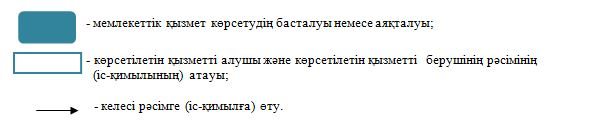 - мемлекеттік қызмет көрсетудің басталуы немесе аяқталуы;
- көрсетілетін қызметті алушы және көрсетілетін қызметті берушінің рәсімінің
(іс-қимылының) атауы;
- келесі рәсімге (іс-қимылға) өту.